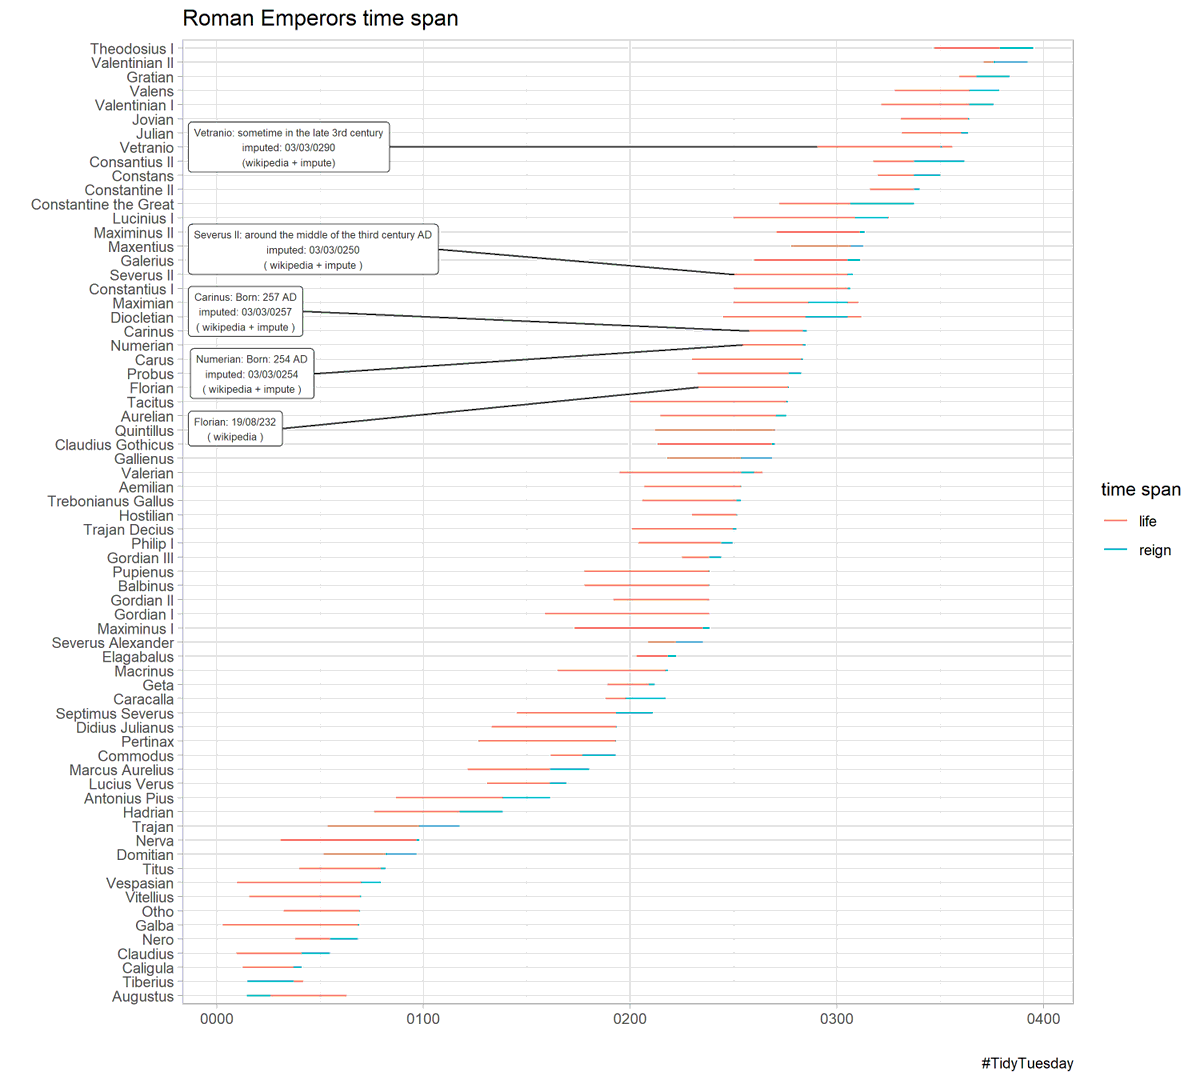 Roman Emperors time span
Theodosius I
Valentinian II
Gratian
Valens
Valentinian I
Jovian
Julian
Vetranio
Consantius II
Constans
Constantine II
Constantine the Great
Lucinius I
Maximinus II
Maxentius
Galerius
Severus II
Constantius I
Maximian
Diocletian
Carinus
Numerian
Carus
Probus
Florian
Tacitus
Aurelian
Quintillus
Claudius Gothicus
Gallienus
Valerian
Aemilian
Trebonianus Gallus
Hostilian
Trajan Decius
Philip I
Gordian III
Pupienus
Balbinus
Gordian II
Gordian I
Maximinus I
Severus Alexander
Elagabalus
Macrinus
Geta
Caracalla
Septimus Severus
Didius Julianus
Pertinax
Commodus
Marcus Aurelius
Lucius Verus
Antonius Pius
Hadrian
Trajan
Nerva
Domitian
Titus
Vespasian
Vitellius
Otho
Galba
Nero
Claudius
Caligula
Tiberius
Augustus
Vetranio: sometime in the late 3rd century
imputed: 03/03/0290
(wikipedia + impute)
Severus II: around the middle of the third century AD
imputed: 03/03/0250
( wikipedia + impute )
Carinus: Born: 257 AD
imputed: 03/03/0257
( wikipedia + impute )
Numerian: Born: 254 AD
imputed: 03/03/0254
( wikipedia + impute )
Florian: 19/08/232
( wikipedia )
0000 0100 0200 0300 0400
time span
life
reign
#TidyTuesday